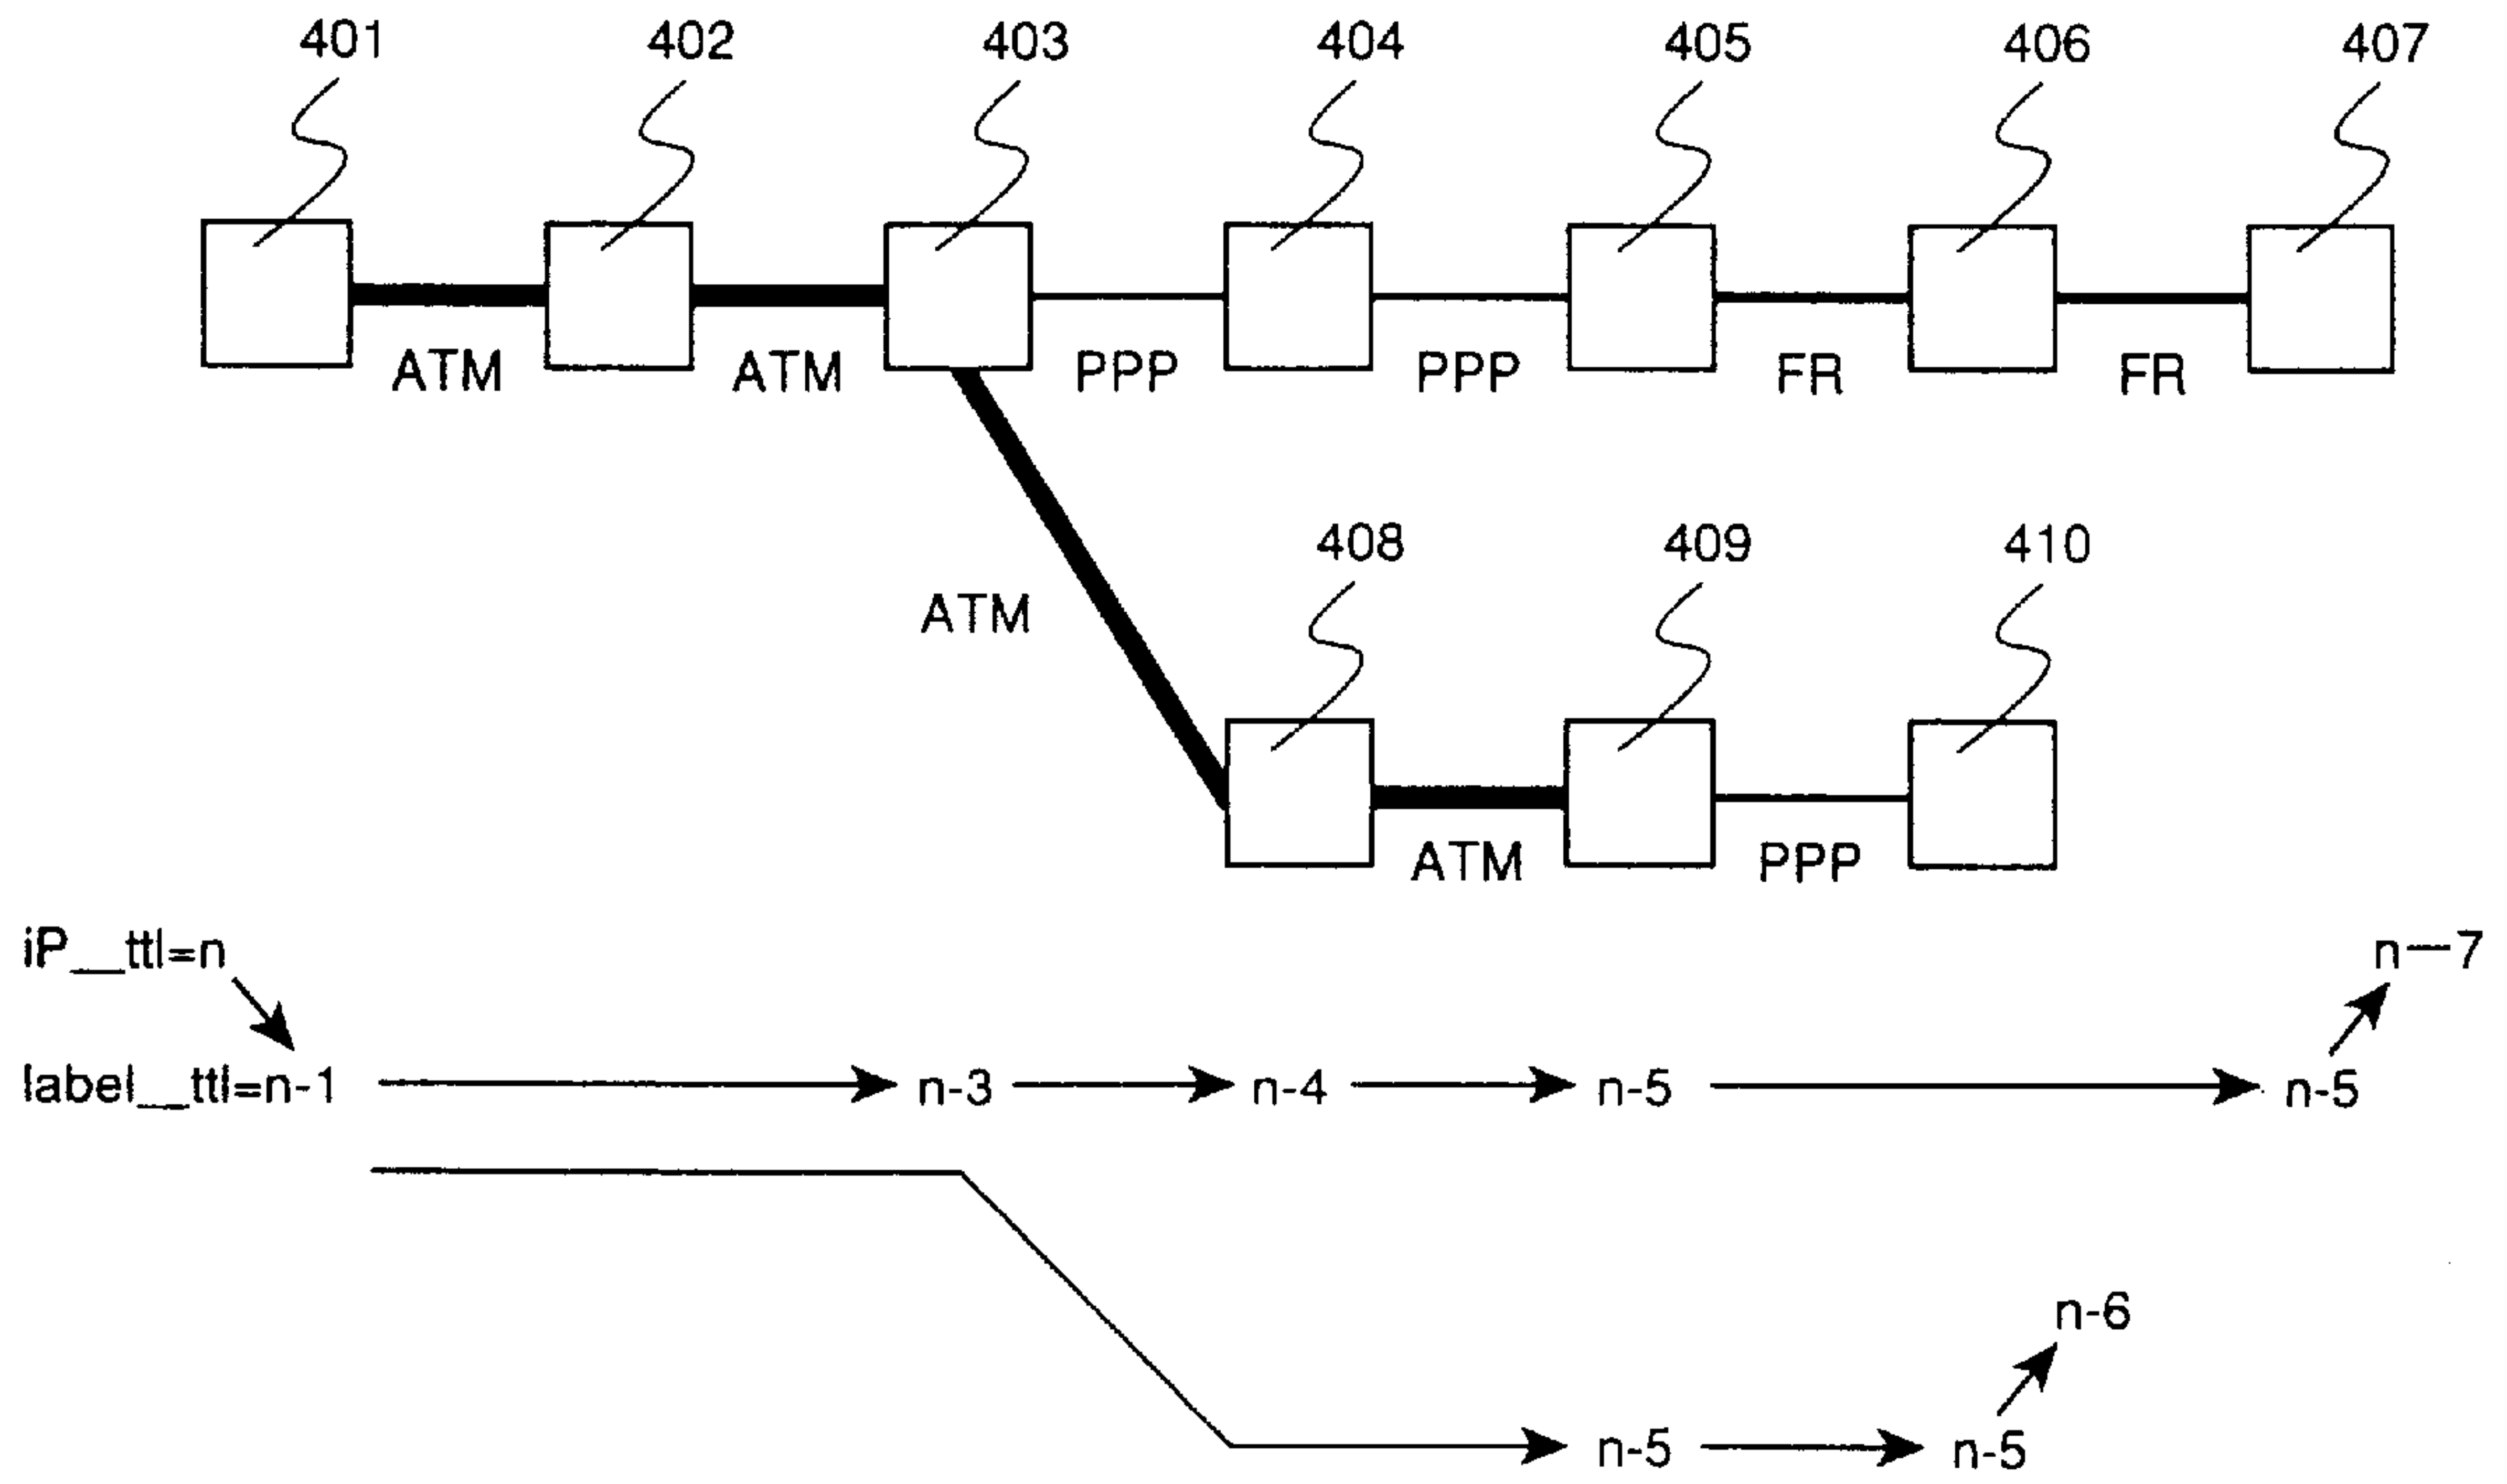 401 402 403 404 405 406 407
ATM ATM PPP PPP FR FR
408 409 410
ATM
ATM PPP
iP__ttl=n n—7
label__ttl=n-1 n-3 n-4 n-5 n-5
n-6
n-5 n-5